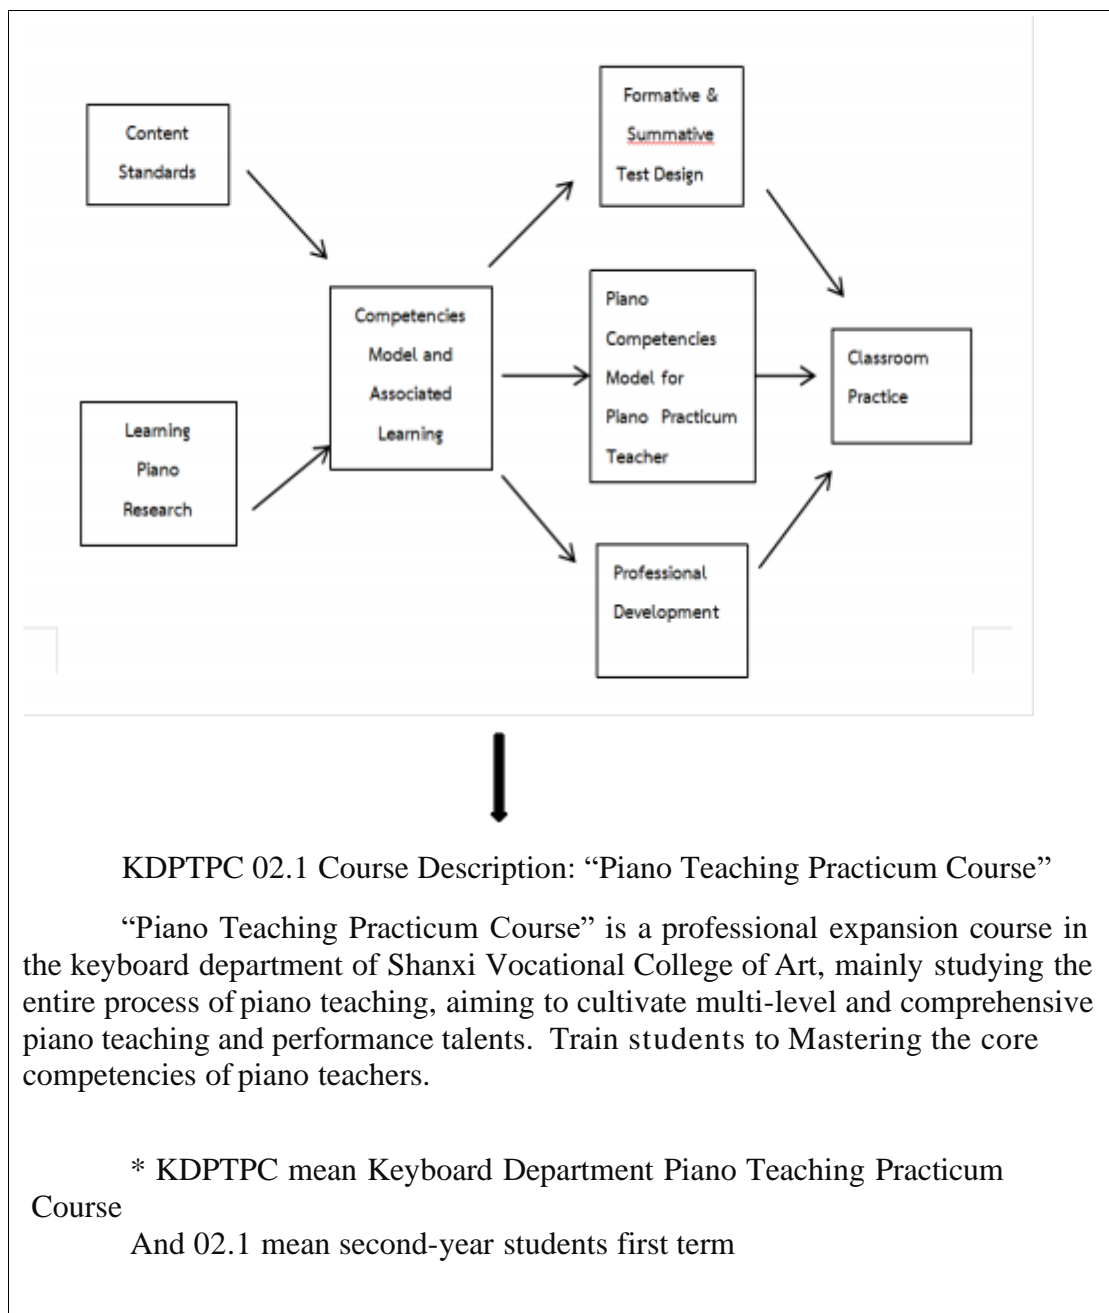 Content
Standards
Learning
Piano
Research
Competencies
Model and
Associated
Learning
Formative &
Summative
Test Design
Piano
Competencies
Model for
Piano Practicum
Teacher
Professional
Development
Classroom
Practice
KDPTPC 02.1 Course Description: “Piano Teaching Practicum Course”
“Piano Teaching Practicum Course” is a professional expansion course in
the keyboard department of Shanxi Vocational College of Art, mainly studying the
entire process of piano teaching, aiming to cultivate multi-level and comprehensive
piano teaching and performance talents. Train students to Mastering the core
competencies of piano teachers.
* KDPTPC mean Keyboard Department Piano Teaching Practicum
Course
And 02.1 mean second-year students first term